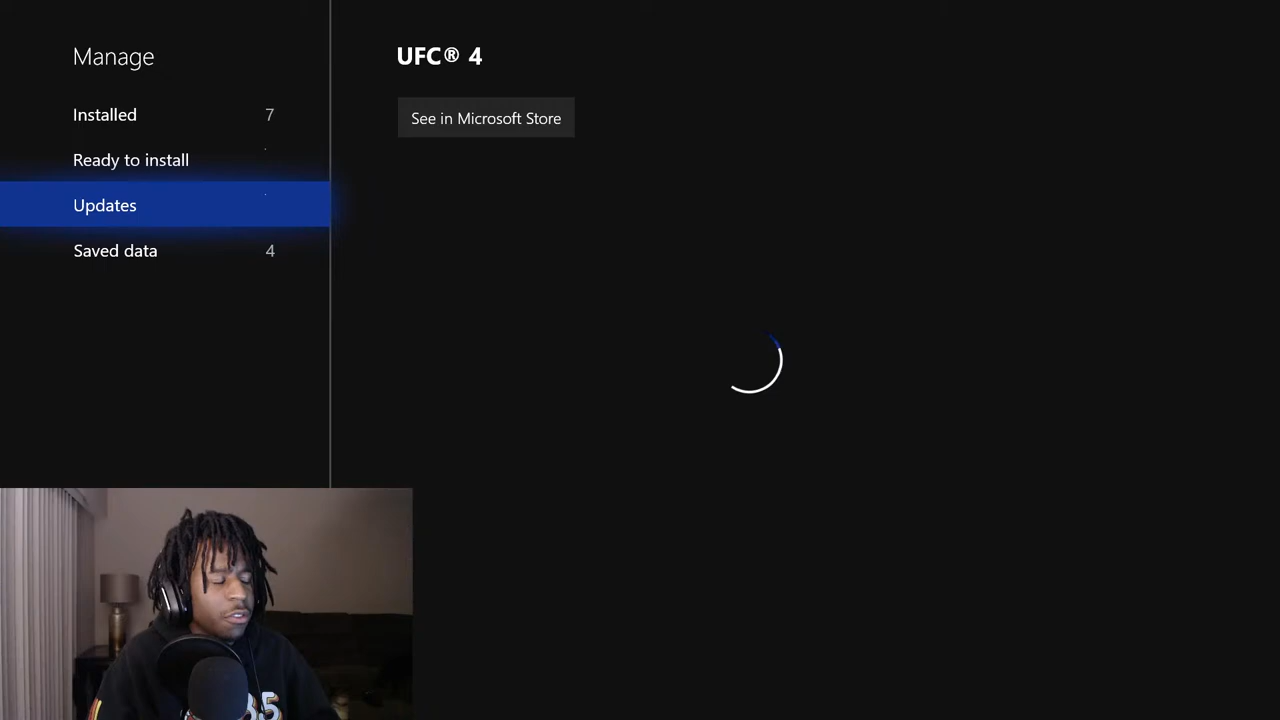 Manage
Installed 7
Ready to install
Updates
Saved data 4
UFC® 4
See in Microsoft Store